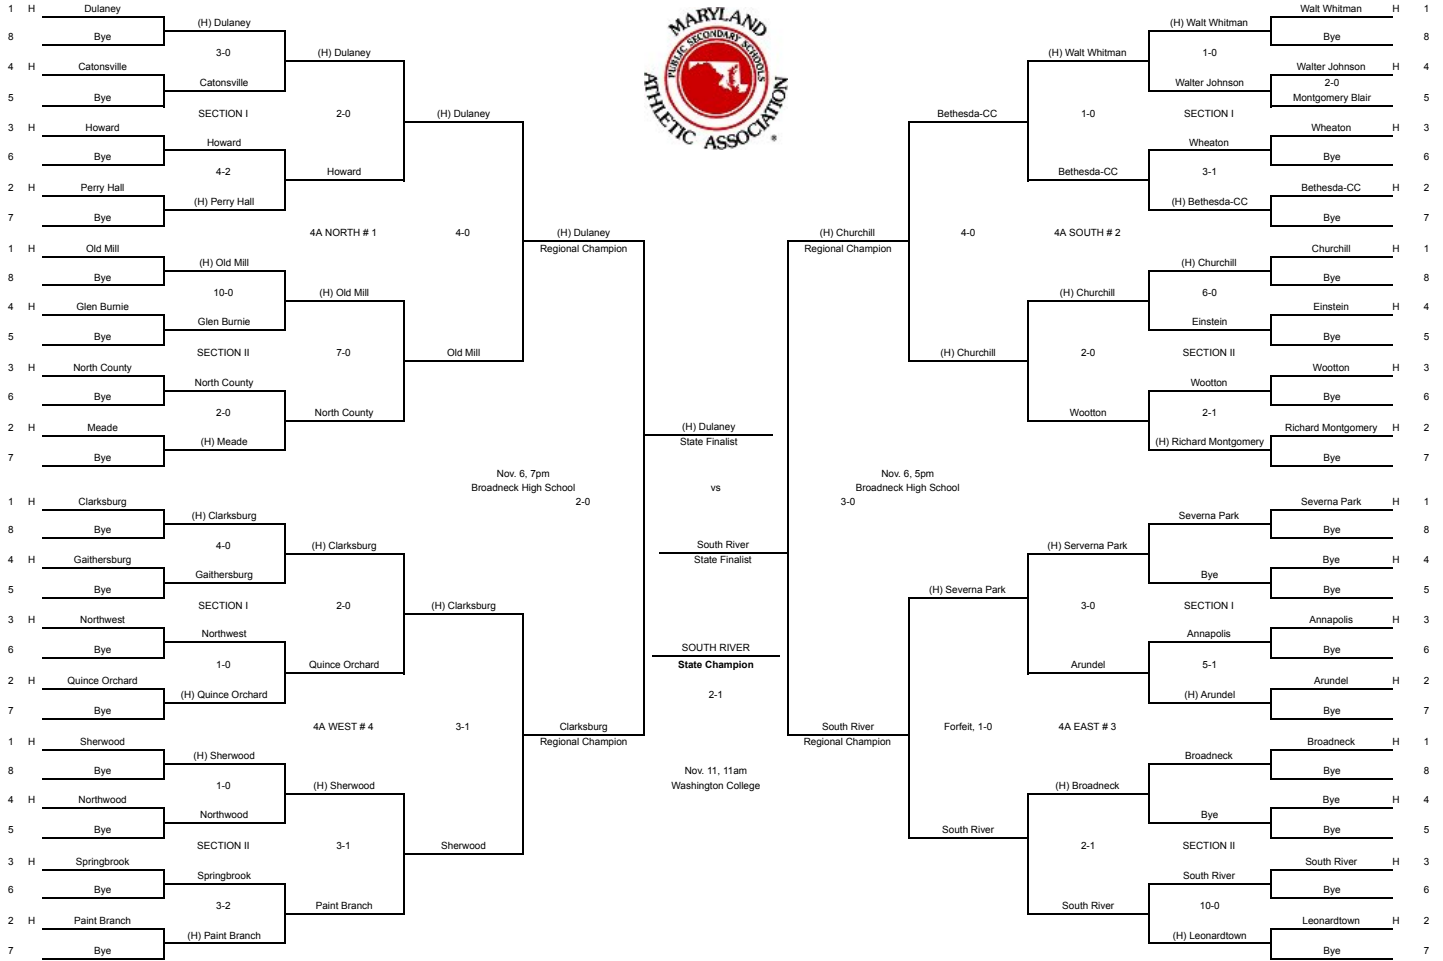 MARYLAND
PUBLIC SECONDARY SCHOOLS
ATHLETIC ASSOCIATION
®
1 H Dulaney
8 Bye
(H) Dulaney
3-0
4 H Catonsville
5 Bye
Catonsville
(H) Dulaney
SECTION I
2-0
3 H Howard
6 Bye
Howard
4-2
2 H Perry Hall
7 Bye
(H) Perry Hall
Howard
(H) Dulaney
4A NORTH # 1
4-0
1 H Old Mill
8 Bye
(H) Old Mill
10-0
4 H Glen Burnie
5 Bye
Glen Burnie
(H) Old Mill
SECTION II
7-0
3 H North County
6 Bye
North County
2-0
2 H Meade
7 Bye
(H) Meade
North County
Old Mill
(H) Dulaney
Regional Champion
Nov. 6, 7pm
Broadneck High School
2-0
1 H Clarksburg
8 Bye
(H) Clarksburg
4-0
4 H Gaithersburg
5 Bye
Gaithersburg
(H) Clarksburg
SECTION I
2-0
3 H Northwest
6 Bye
Northwest
1-0
2 H Quince Orchard
7 Bye
(H) Quince Orchard
Quince Orchard
(H) Clarksburg
4A WEST # 4
3-1
1 H Sherwood
8 Bye
(H) Sherwood
1-0
4 H Northwood
5 Bye
Northwood
(H) Sherwood
SECTION II
3-1
3 H Springbrook
6 Bye
Springbrook
3-2
2 H Paint Branch
7 Bye
(H) Paint Branch
Paint Branch
Sherwood
Clarksburg
Regional Champion
(H) Dulaney
State Finalist
vs
South River
State Finalist
SOUTH RIVER
State Champion
2-1
Nov. 11, 11am
Washington College
Walt Whitman H 1
Bye 8
(H) Walt Whitman
1-0
Walter Johnson H 4
2-0
Montgomery Blair 5
Walter Johnson
(H) Walt Whitman
SECTION I
1-0
Wheaton H 3
Bye 6
Wheaton
3-1
Bethesda-CC H 2
Bye 7
(H) Bethesda-CC
Bethesda-CC
Bethesda-CC
4A SOUTH # 2
4-0
Churchill H 1
Bye 8
(H) Churchill
6-0
Einstein H 4
Bye 5
Einstein
(H) Churchill
SECTION II
2-0
Wootton H 3
Bye 6
Wootton
2-1
Richard Montgomery H 2
Bye 7
(H) Richard Montgomery
Wootton
(H) Churchill
(H) Churchill
Regional Champion
Nov. 6, 5pm
Broadneck High School
3-0
Severna Park H 1
Bye 8
Severna Park
Bye H 4
Bye 5
Bye
(H) Serverna Park
SECTION I
3-0
Annapolis H 3
Bye 6
Annapolis
5-1
Arundel H 2
Bye 7
(H) Arundel
Arundel
(H) Severna Park
4A EAST # 3
Forfeit, 1-0
Broadneck H 1
Bye 8
Broadneck
Bye H 4
Bye 5
Bye
(H) Broadneck
SECTION II
2-1
South River H 3
Bye 6
South River
10-0
Leonardtown H 2
Bye 7
(H) Leonardtown
South River
South River
South River
Regional Champion